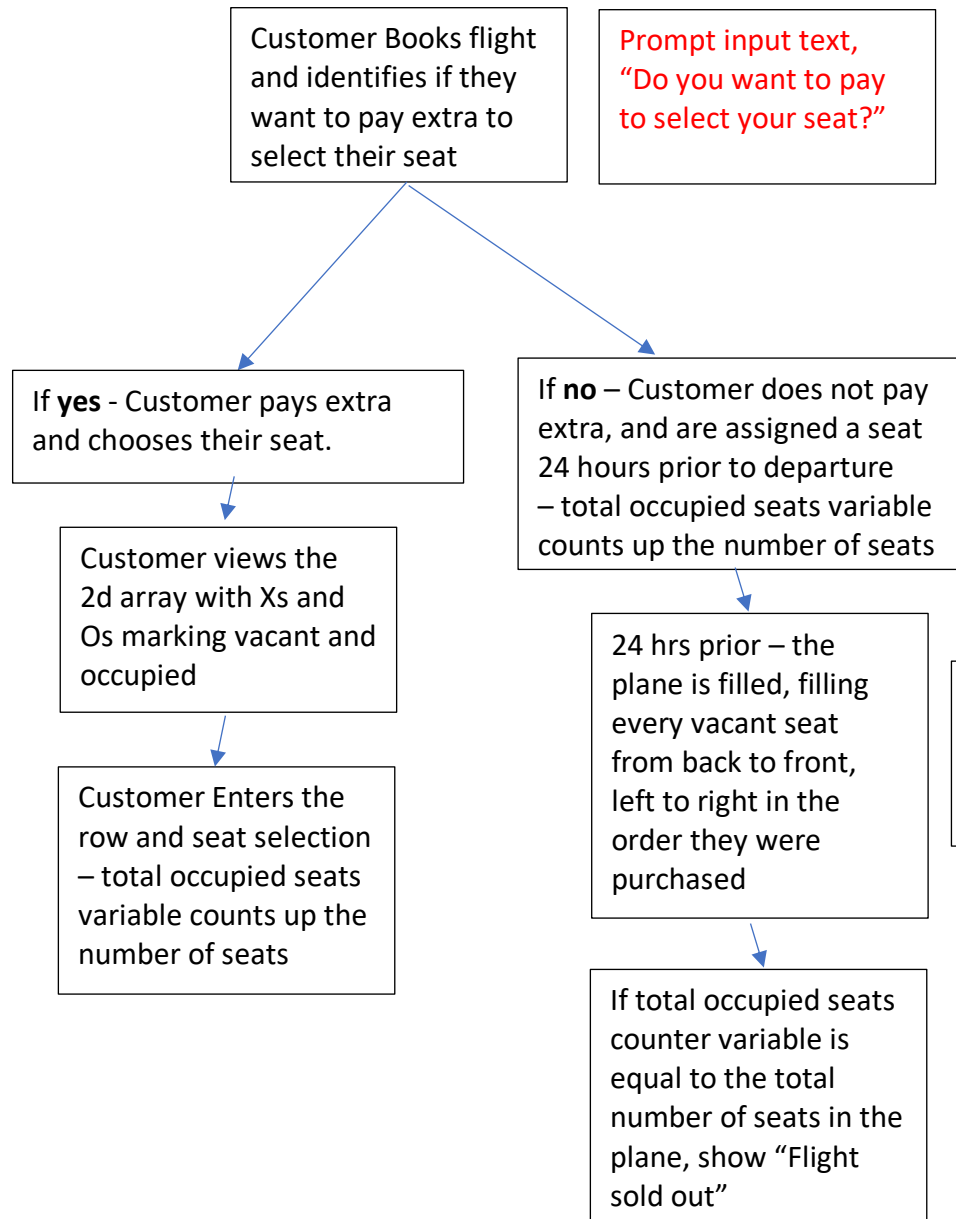 Customer Books flight
and identifies if they
want to pay extra to
select their seat
Prompt input text,
“Do you want to pay
to select your seat?”
If yes - Customer pays extra
and chooses their seat.
Customer views the
2d array with Xs and
Os marking vacant and
occupied
Customer Enters the
row and seat selection
– total occupied seats
variable counts up the
number of seats
If no – Customer does not pay
extra, and are assigned a seat
24 hours prior to departure
– total occupied seats variable
counts up the number of seats
24 hrs prior – the
plane is filled, filling
every vacant seat
from back to front,
left to right in the
order they were
purchased
If total occupied seats
counter variable is
equal to the total
number of seats in the
plane, show “Flight
sold out”